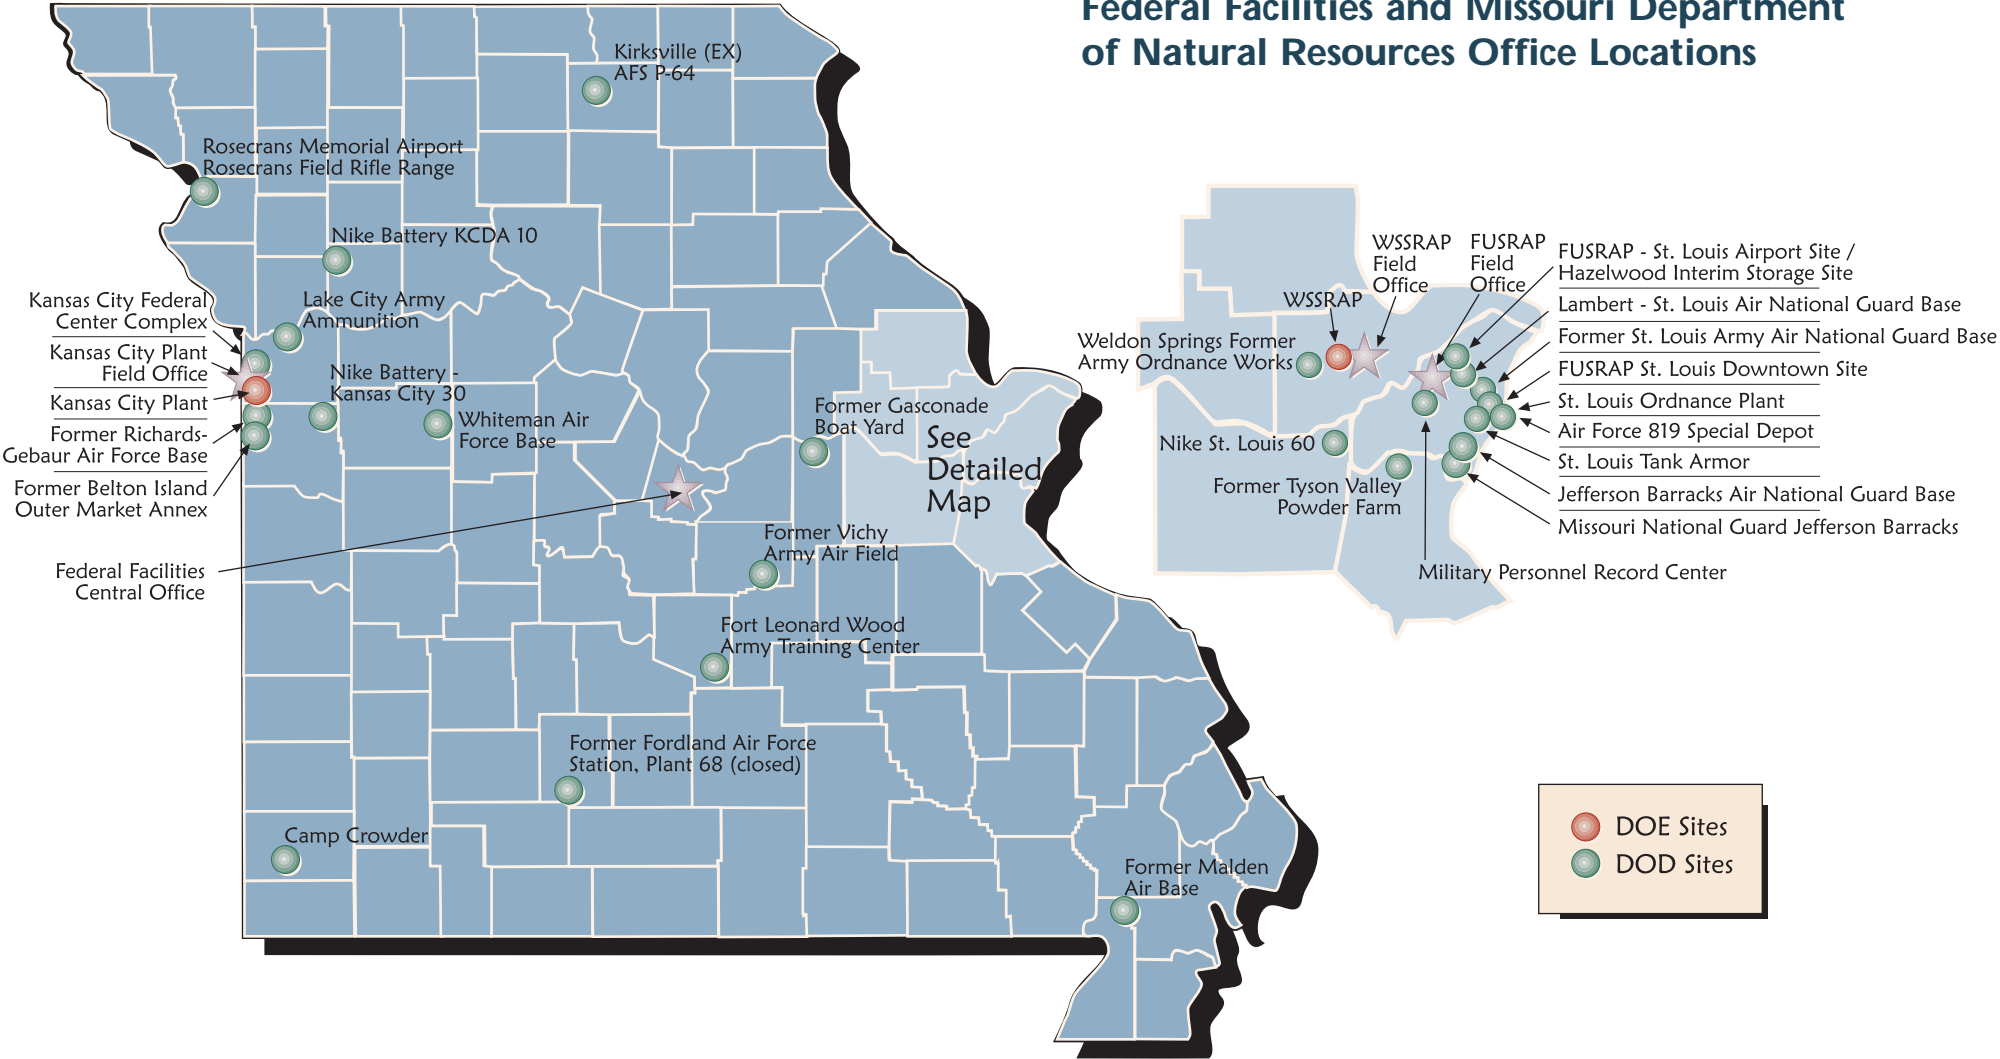 Federal Facilities and Missouri Department
of Natural Resources Office Locations
Kirksville (EX)
AFS P-64
Rosecrans Memorial Airport
Rosecrans Field Rifle Range
Nike Battery KCDA 10
Kansas City Federal
Center Complex
Lake City Army
Ammunition
Kansas City Plant
Field Office
Kansas City Plant
Nike Battery -
Kansas City 30
Former Richards-
Gebaur Air Force Base
Whiteman Air
Force Base
Former Belton Island
Outer Market Annex
Former Gasconade
Boat Yard
See
Detailed
Map
Federal Facilities
Central Office
Former Vichy
Army Air Field
Fort Leonard Wood
Army Training Center
Former Fordland Air Force
Station, Plant 68 (closed)
Camp Crowder
Former Malden
Air Base
WSSRAP
Field
Office
FUSRAP
Field
Office
WSSRAP
Weldon Springs Former
Army Ordnance Works
Nike St. Louis 60
Former Tyson Valley
Powder Farm
FUSRAP - St. Louis Airport Site /
Hazelwood Interim Storage Site
Lambert - St. Louis Air National Guard Base
Former St. Louis Army Air National Guard Base
FUSRAP St. Louis Downtown Site
St. Louis Ordnance Plant
Air Force 819 Special Depot
St. Louis Tank Armor
Jefferson Barracks Air National Guard Base
Missouri National Guard Jefferson Barracks
Military Personnel Record Center
DOE Sites
DOD Sites